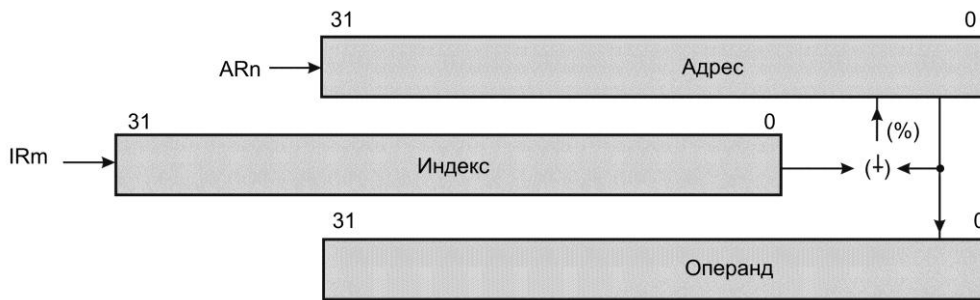 31 0
ARn Адрес
31 0 (%)
IRm Индекс (+)
31 0
Операнд